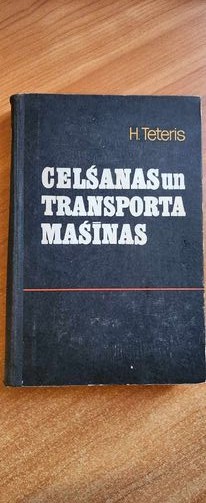 H. Teteris
CELŠANAS un
TRANSPORTA
MAŠĪNAS